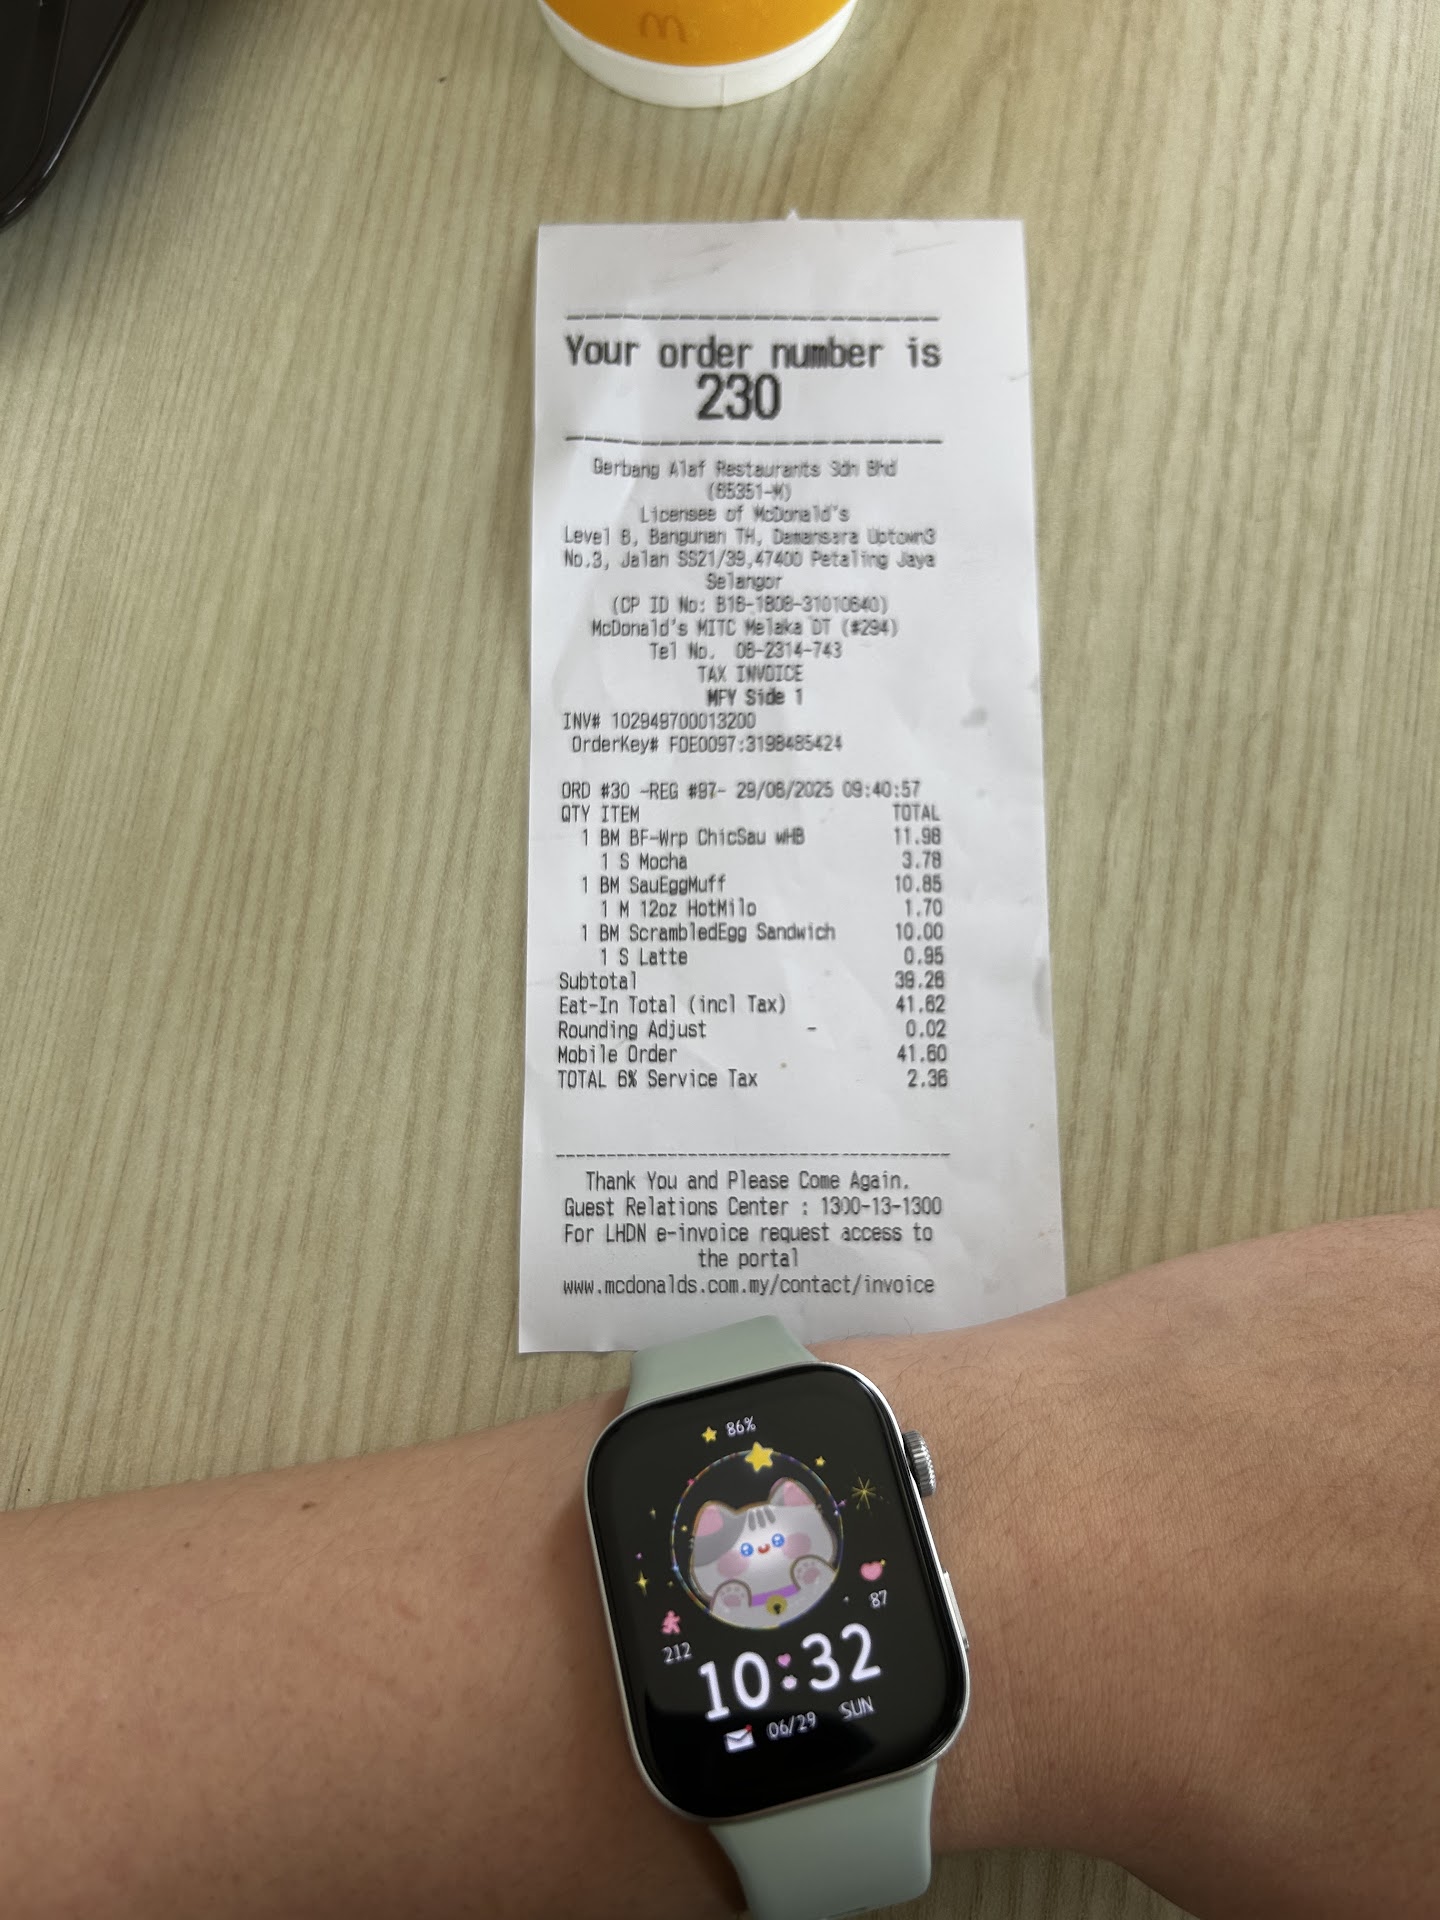 Your order number is
230
Gerbang Alaf Restaurants Sdn Bhd
(65351-M)
Licensee of McDonald's
Level 6, Bangunan TH, Damansara Uptown3
No.3, Jalan SS21/39,47400 Petaling Jaya
Selangor
(CP ID No: B16-1808-31010640)
McDonald's MITC Melaka DT (#294)
Tel No. 06-2314-743
TAX INVOICE
MFY Side 1
INV# 102949700013200
OrderKey# FOE0097:3198485424
ORD #30 -REG #97- 29/06/2025 09:40:57
QTY ITEM TOTAL
1 BM BF-Wrp ChicSau wHB 11.98
1 S Mocha 3.78
1 BM SauEggMuff 10.85
1 M 12oz HotMilo 1.70
1 BM ScrambledEgg Sandwich 10.00
1 S Latte 0.95
Subtotal 39.26
Eat-In Total (incl Tax) 41.62
Rounding Adjust - 0.02
Mobile Order 41.60
TOTAL 6% Service Tax 2.36
Thank You and Please Come Again.
Guest Relations Center : 1300-13-1300
For LHDN e-invoice request access to
the portal
www.mcdonalds.com.my/contact/invoice
86%
87
212
10:32
06/29 SUN